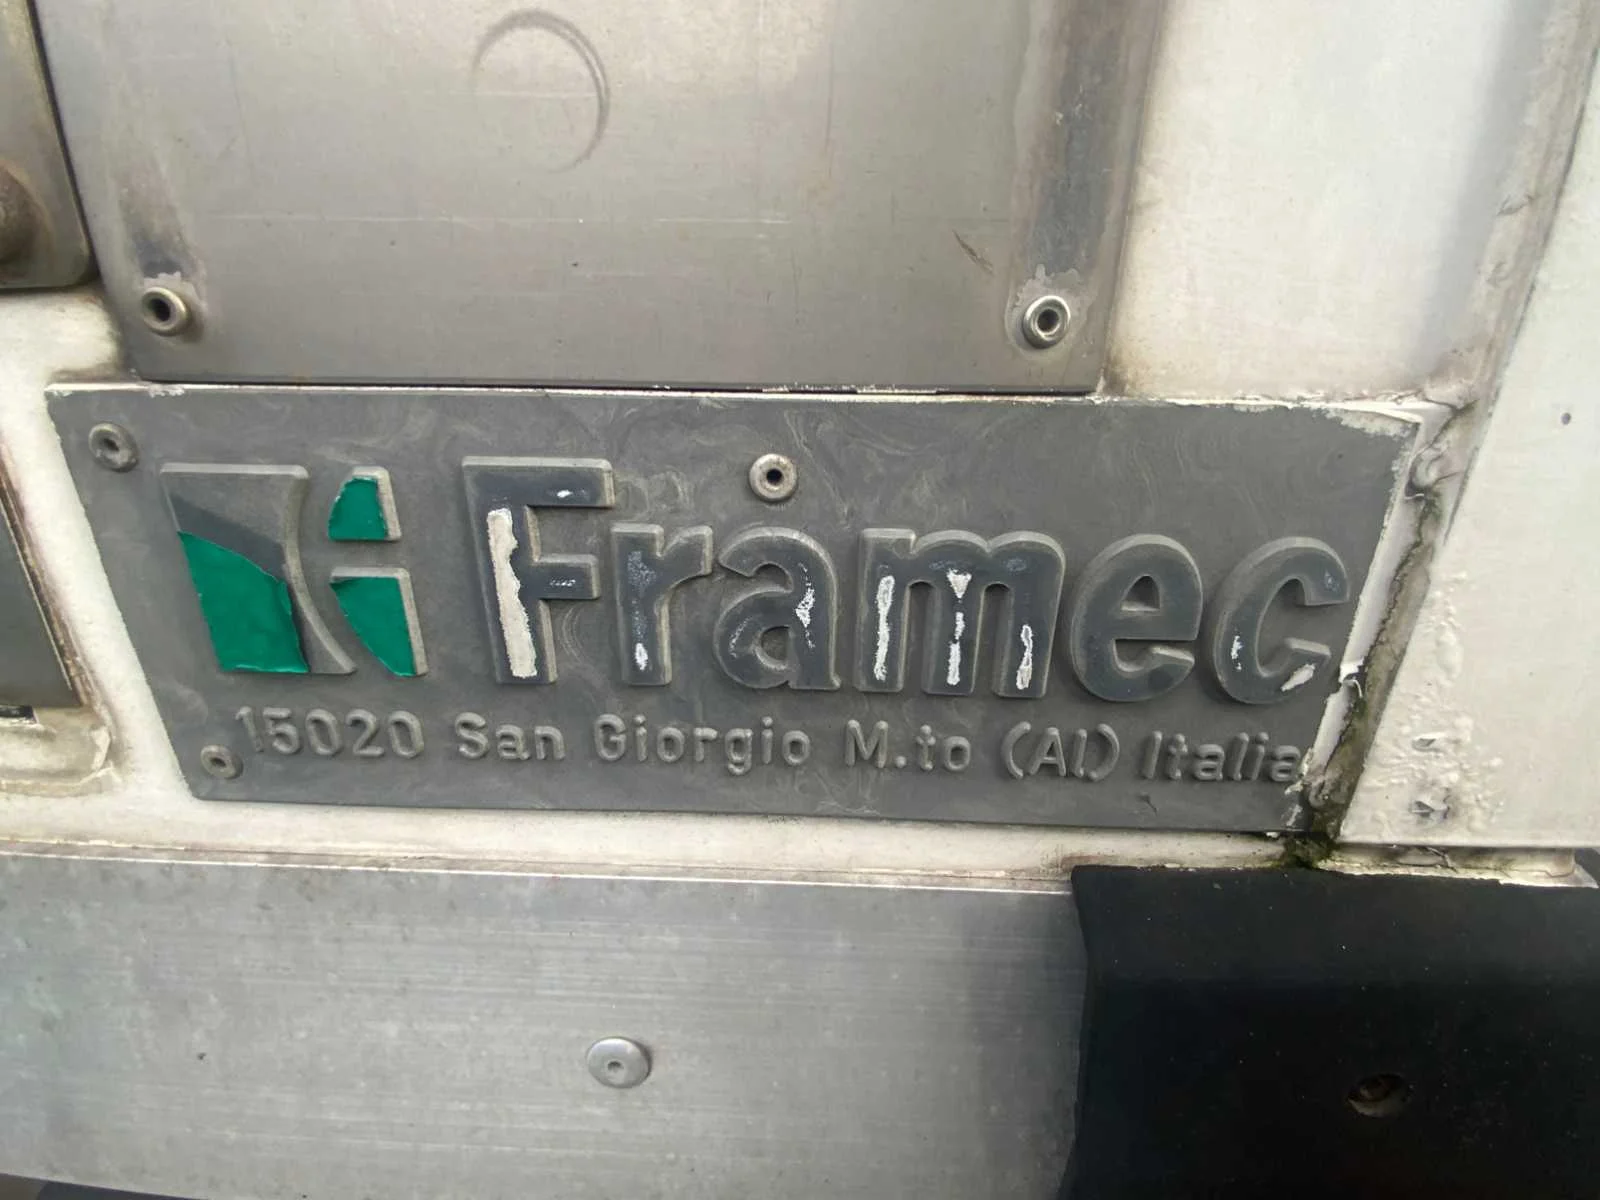 Framec
15020 San Giorgio M.to (Al) Italia